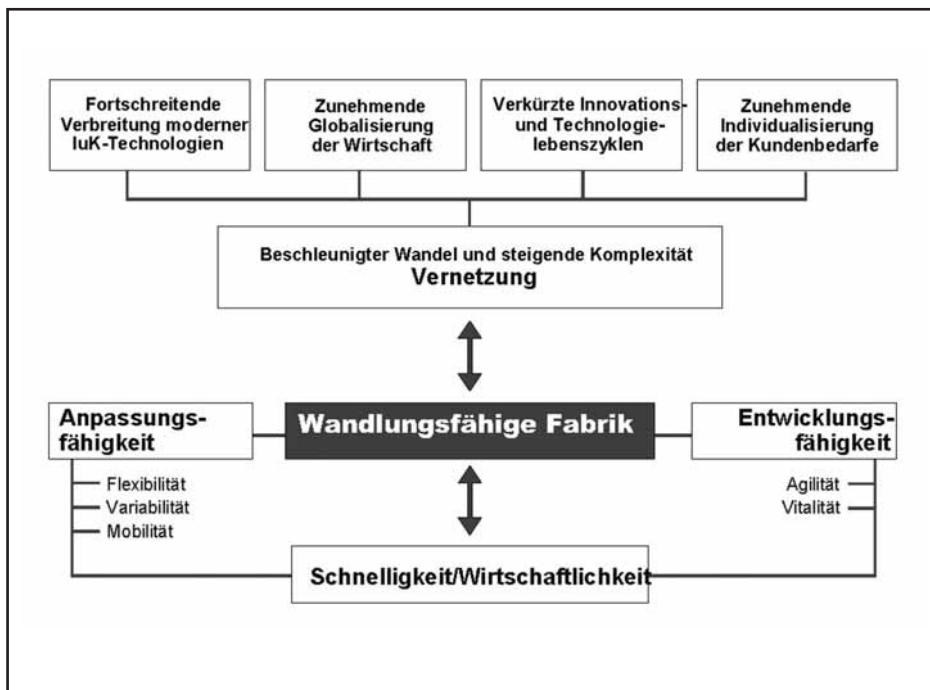 Fortschreitende
Verbreitung moderner
IuK-Technologien
Zunehmende
Globalisierung
der Wirtschaft
Verkürzte Innovations-
und Technologie-
lebenszyklen
Zunehmende
Individualisierung
der Kundenbedarfe
Beschleunigter Wandel und steigende Komplexität
Vernetzung
Anpassungs-
fähigkeit
Wandlungsfähige Fabrik
Entwicklungs-
fähigkeit
Flexibilität
Variabilität
Mobilität
Agilität
Vitalität
Schnelligkeit/Wirtschaftlichkeit